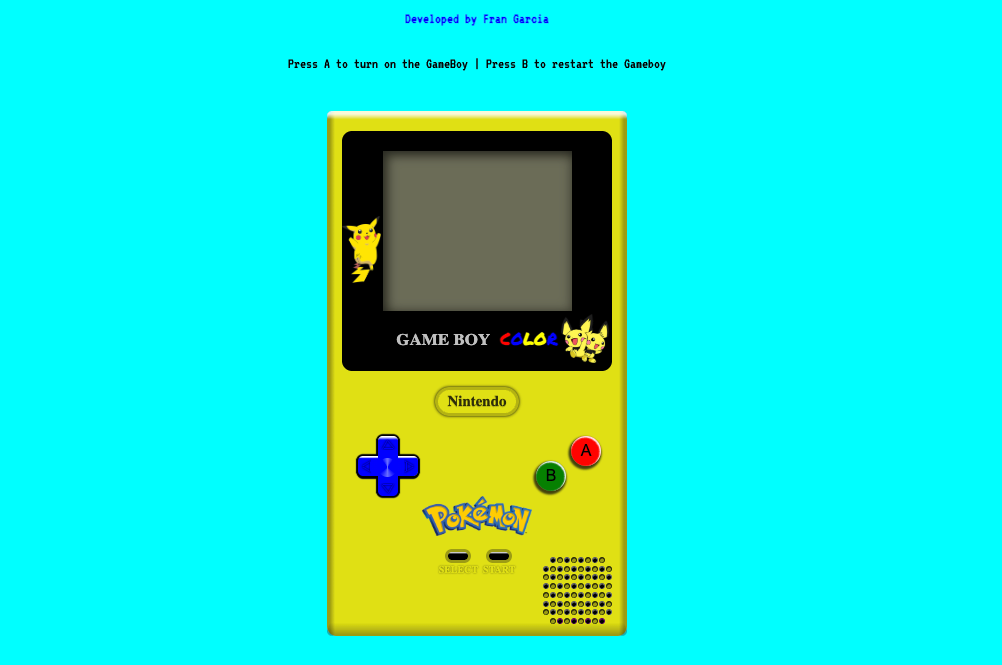 Developed by Fran Garcia
Press A to turn on the GameBoy | Press B to restart the Gameboy
GAME BOY COLOR
Nintendo
A
B
POKéMON
SELECT START